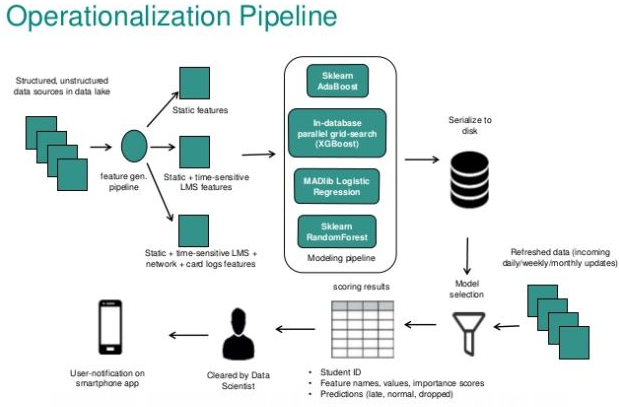 Operationalization Pipeline
Structured, unstructured
data sources in data lake
feature gen.
pipeline
Static features
Static + time-sensitive
LMS features
Static + time-sensitive LMS +
network + card logs features
Sklearn
AdaBoost
In-database
parallel grid-search
(XGBoost)
MADlib Logistic
Regression
Sklearn
RandomForest
Modeling pipeline
Serialize to
disk
Refreshed data (incoming
daily/weekly/monthly updates)
Model
selection
scoring results
• Student ID
• Feature names, values, importance scores
• Predictions (late, normal, dropped)
Cleared by Data
Scientist
User-notification on
smartphone app